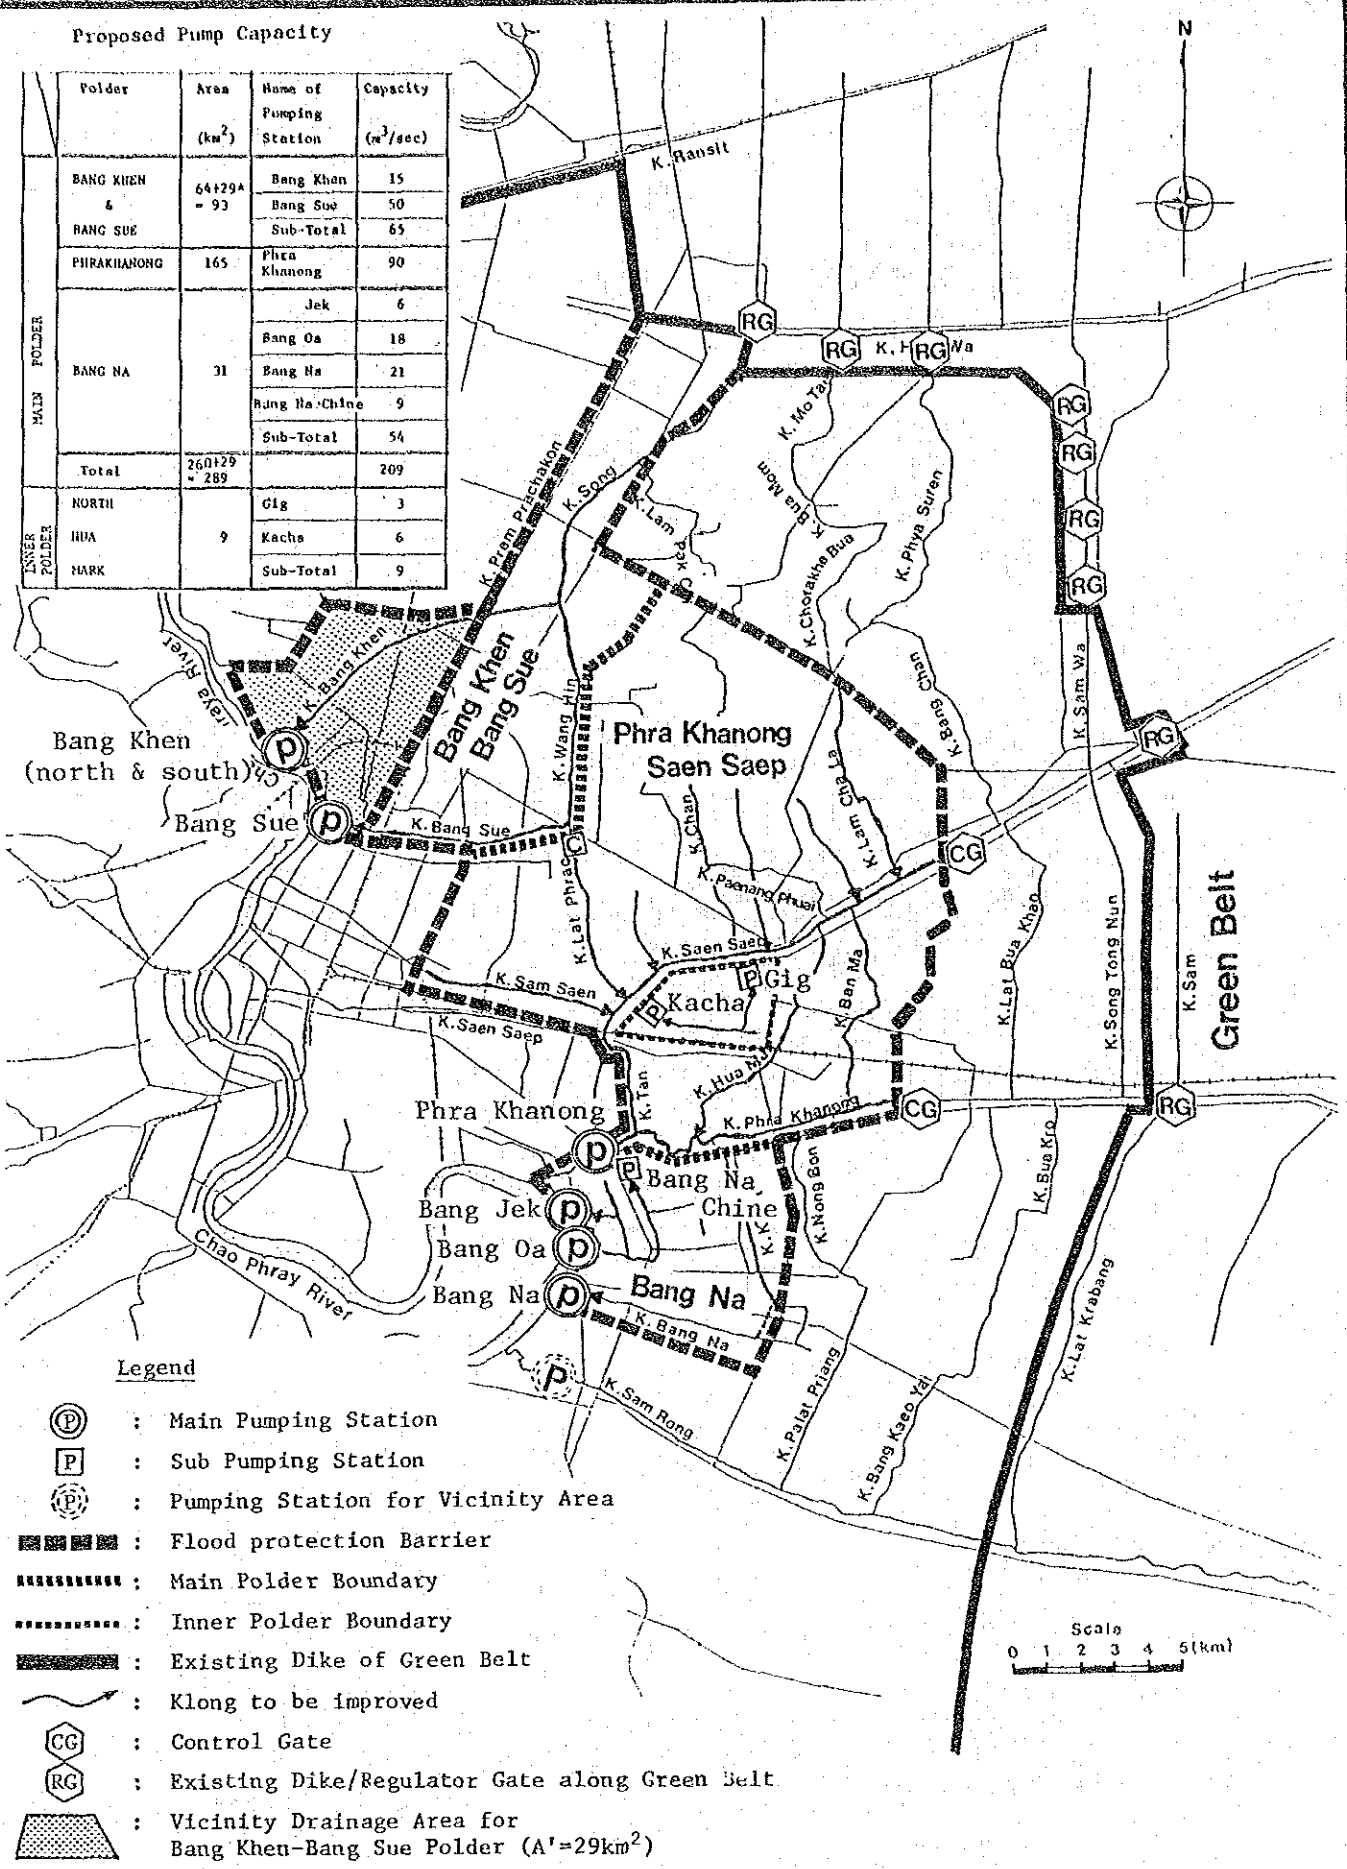 Proposed Pump Capacity
Polder Area (km²) Name of Pumping Station Capacity (m³/sec)
MAIN POLDER
BANG KHEN & BANG SUE 64+29* = 93 Bang Khen 15
Bang Sue 50
Sub-Total 65
PHRAKHANONG 165 Phra Khanong 90
BANG NA 31 Jek 6
Bang Oa 18
Bang Na 21
Bang Na-Chine 9
Sub-Total 54
Total 260+29 = 289 209
INNER POLDER
NORTH HUA MARK 9 Gig 3
Kacha 6
Sub-Total 9
N
K. Ransit
RG
RG
K. H
RG
Na
RG
RG
RG
RG
K. Mo Tan
K. Bua Mom
K. Phya Suren
K. Chorakhe Bua
K. Prem Prachakon
K. Song
K. Lam
K. Bang Khen
Bang Khen
Bang Sue
K. Wang Hin
Phra Khanong
Saen Saep
K. Bang Chan
K. Sam Wa
RG
Bang Khen
(north & south)
P
Bang Sue
P
K. Bang Sue
C
K. Lat Phrao
K. Chan
K. Lam Cha La
K. Paenang Phuai
CG
K. Saen Saep
K. Sam Saen
K. Saen Saep
P
Gig
P
Kacha
K. Ban Ma
K. Lat Bua Khao
K. Song Tong Nun
K. Sam
Green Belt
K. Tan
K. Hua M
K. Phra Khanong
CG
RG
Phra Khanong
P
P
Bang Na
Chine
Bang Jek
P
Bang Oa
P
Bang Na
P
Bang Na
K. Bang Na
K. K
K. Nong Bon
K. Bua Kro
K. Lat Krabang
Chao Phray River
P
K. Sam Rong
K. Palat Priang
K. Bang Kaeo Yai
Legend
P : Main Pumping Station
P : Sub Pumping Station
P : Pumping Station for Vicinity Area
: Flood protection Barrier
: Main Polder Boundary
: Inner Polder Boundary
: Existing Dike of Green Belt
: Klong to be improved
CG : Control Gate
RG : Existing Dike/Regulator Gate along Green Belt
: Vicinity Drainage Area for
Bang Khen-Bang Sue Polder (A'=29km²)
Scale
0 1 2 3 4 5(km)